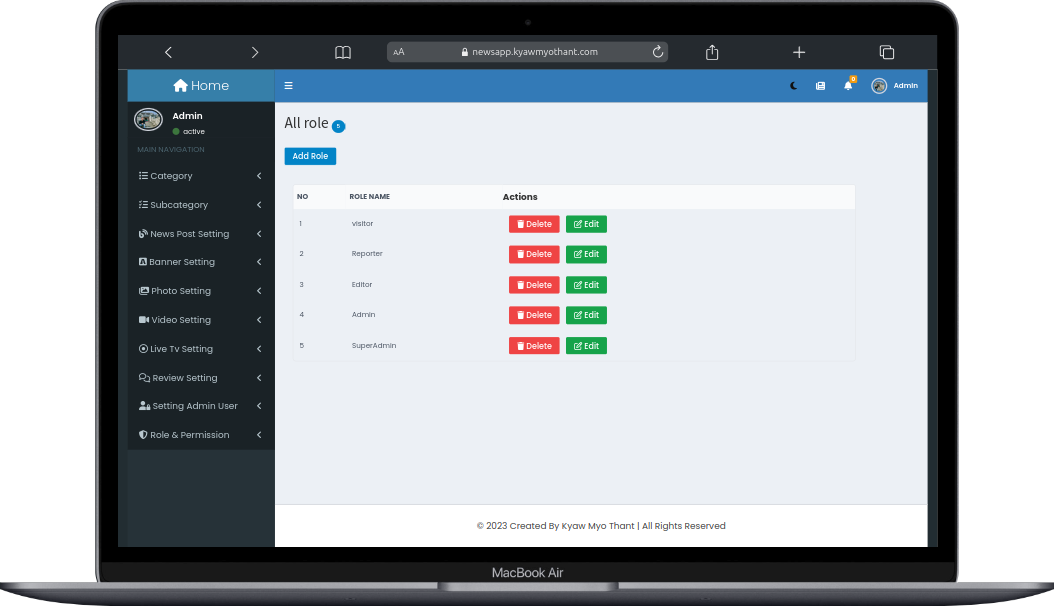 AA newsapp.kyawmyothant.com
Home
8
Admin
Admin
active
MAIN NAVIGATION
Category
Subcategory
News Post Setting
Banner Setting
Photo Setting
Video Setting
Live Tv Setting
Review Setting
Setting Admin User
Role & Permission
All role 5
Add Role
NO ROLE NAME Actions
1 visitor Delete Edit
2 Reporter Delete Edit
3 Editor Delete Edit
4 Admin Delete Edit
5 SuperAdmin Delete Edit
© 2023 Created By Kyaw Myo Thant | All Rights Reserved
MacBook Air